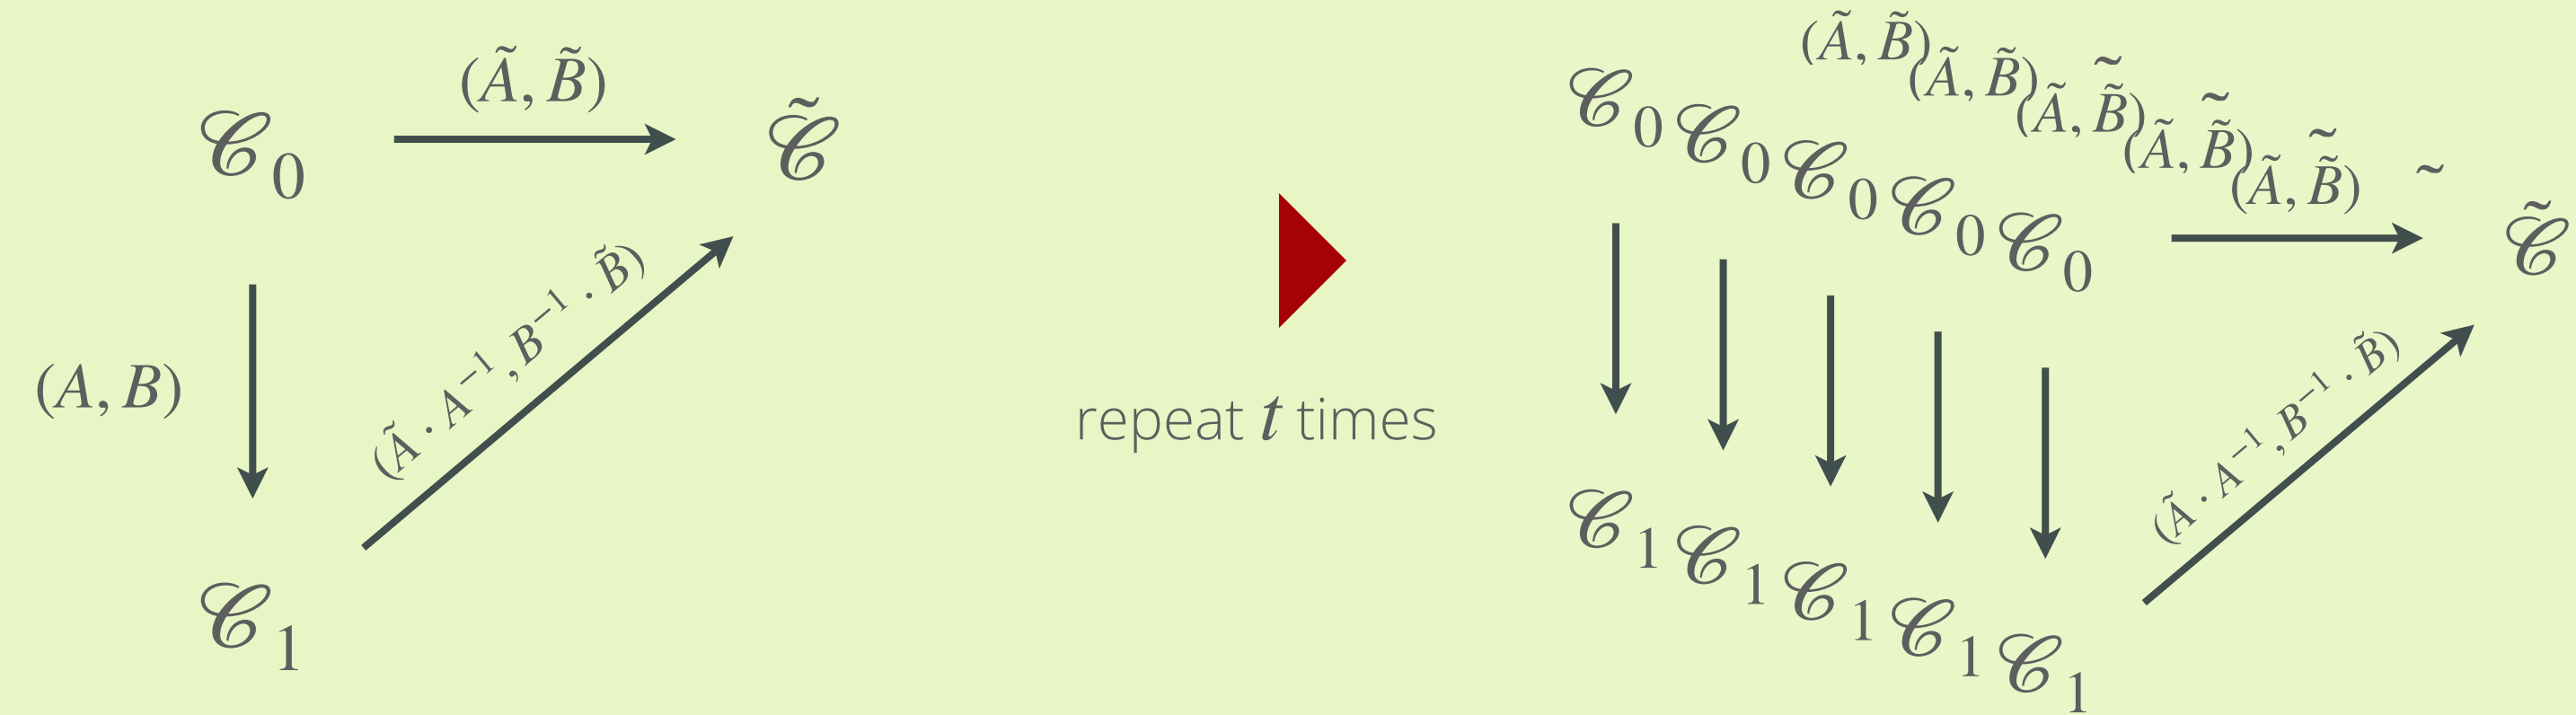 (Ã, B̃)
𝒞₀ 𝒞̃
(A, B)
(Ã · A⁻¹, B⁻¹ · B̃)
𝒞₁
repeat t times
(Ã, B̃)
(Ã, B̃)
(Ã, B̃)
(Ã, B̃)
(Ã, B̃)
𝒞₀ 𝒞₀ 𝒞₀ 𝒞₀ 𝒞₀ 𝒞̃
(Ã · A⁻¹, B⁻¹ · B̃)
𝒞₁ 𝒞₁ 𝒞₁ 𝒞₁ 𝒞₁